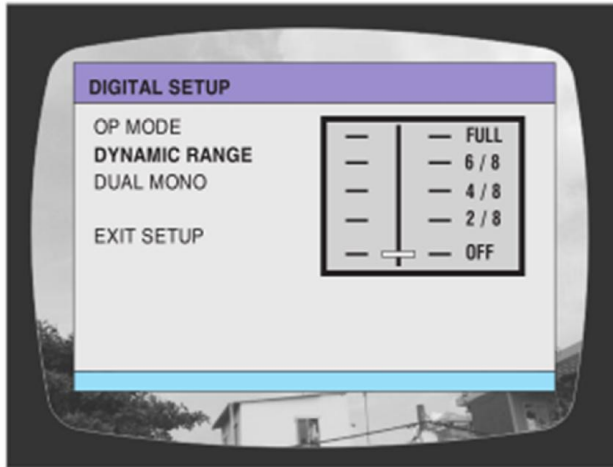 DIGITAL SETUP
OP MODE
DYNAMIC RANGE
DUAL MONO
EXIT SETUP
FULL
6 / 8
4 / 8
2 / 8
OFF